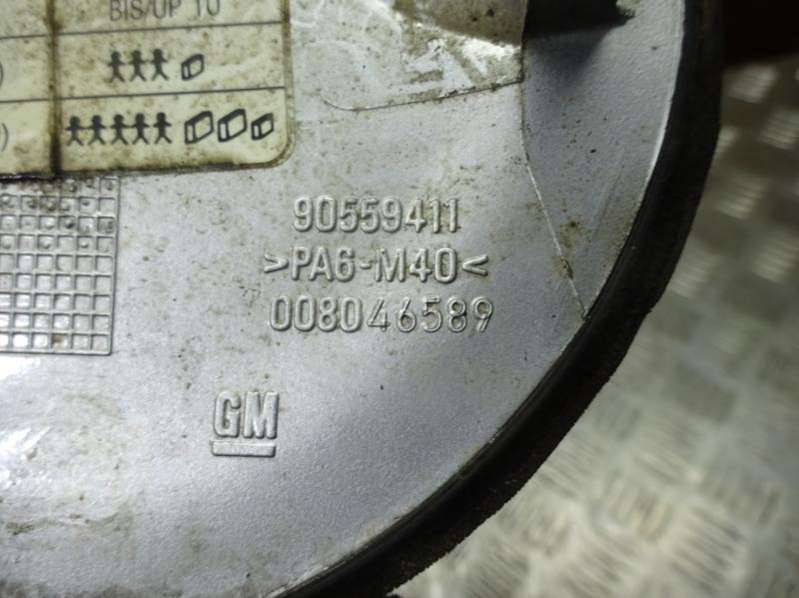 BIS/UP TO
)
)
90559411
>PA6-M40<
008046589
GM